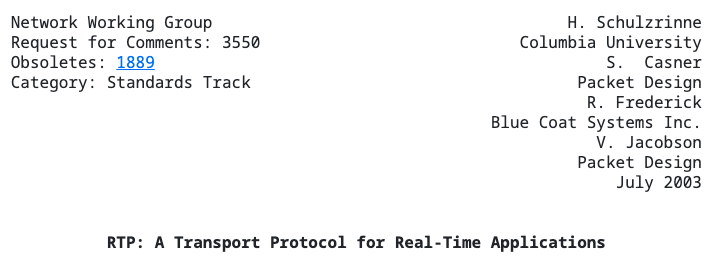 Network Working Group                                     H. Schulzrinne
Request for Comments: 3550                           Columbia University
Obsoletes: 1889                                               S.  Casner
Category: Standards Track                                  Packet Design
R. Frederick
Blue Coat Systems Inc.
V. Jacobson
Packet Design
July 2003
RTP: A Transport Protocol for Real-Time Applications